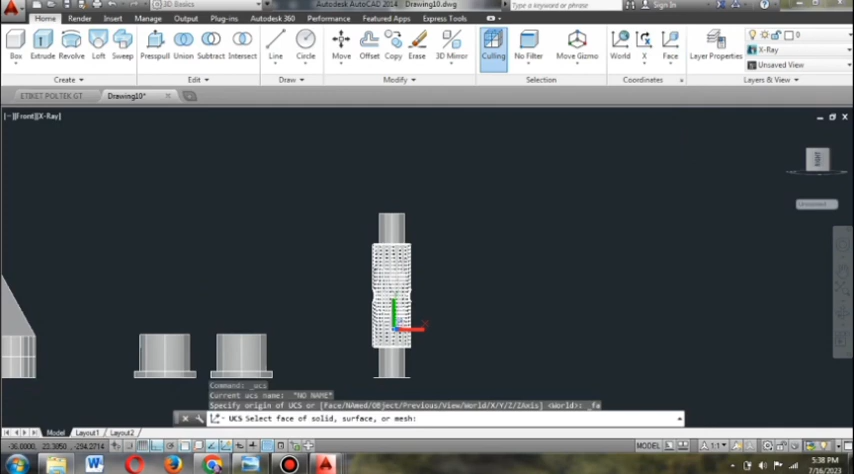 3D Basics
Autodesk AutoCAD 2014 Drawing10.dwg
Type a keyword or phrase
Sign In
Home Render Insert Manage Output Plug-ins Autodesk 360 Performance Featured Apps Express Tools
Box Extrude Revolve Loft Sweep Presspull Union Subtract Intersect Line Circle Move Offset Copy Erase 3D Mirror Culling No Filter Move Gizmo World X Face Layer Properties
0
X-Ray
Unsaved View
Create Edit Draw Modify Selection Coordinates Layers & View
ETIKET POLTEK GT Drawing10*
[−][Front][X-Ray]
RIGHT
Unnamed
X
Command: _ucs
Current ucs name: *NO NAME*
Specify origin of UCS or [Face/NAmed/OBject/Previous/View/World/X/Y/Z/ZAxis] <World>: _fa
UCS Select face of solid, surface, or mesh:
Model Layout1 Layout2
MODEL
1:1
5:38 PM
7/16/2023